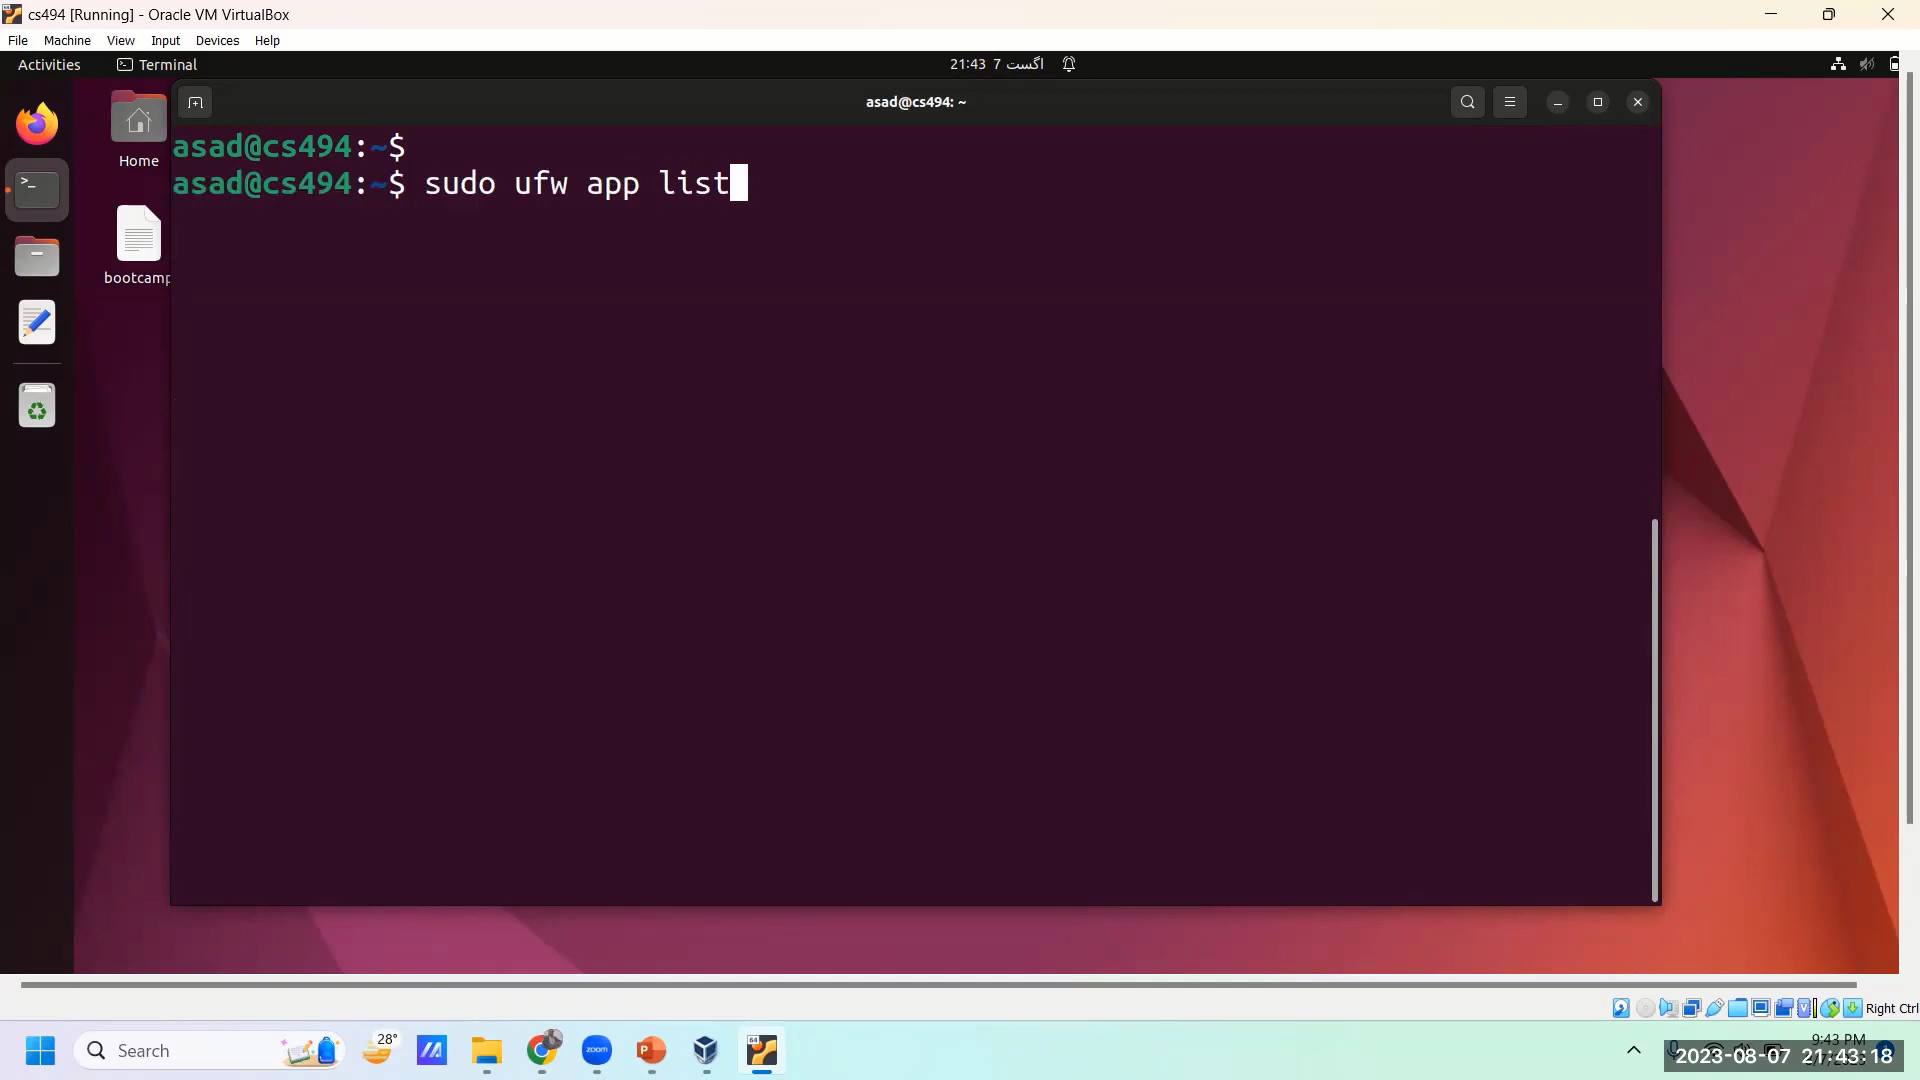 cs494 [Running] - Oracle VM VirtualBox
File Machine View Input Devices Help
Activities Terminal 21:43 7 اگست
asad@cs494: ~
asad@cs494:~$
asad@cs494:~$ sudo ufw app list
Home
bootcamp
Right Ctrl
Search
28°
zoom
64
9:43 PM
2023-08-07 21:43:18